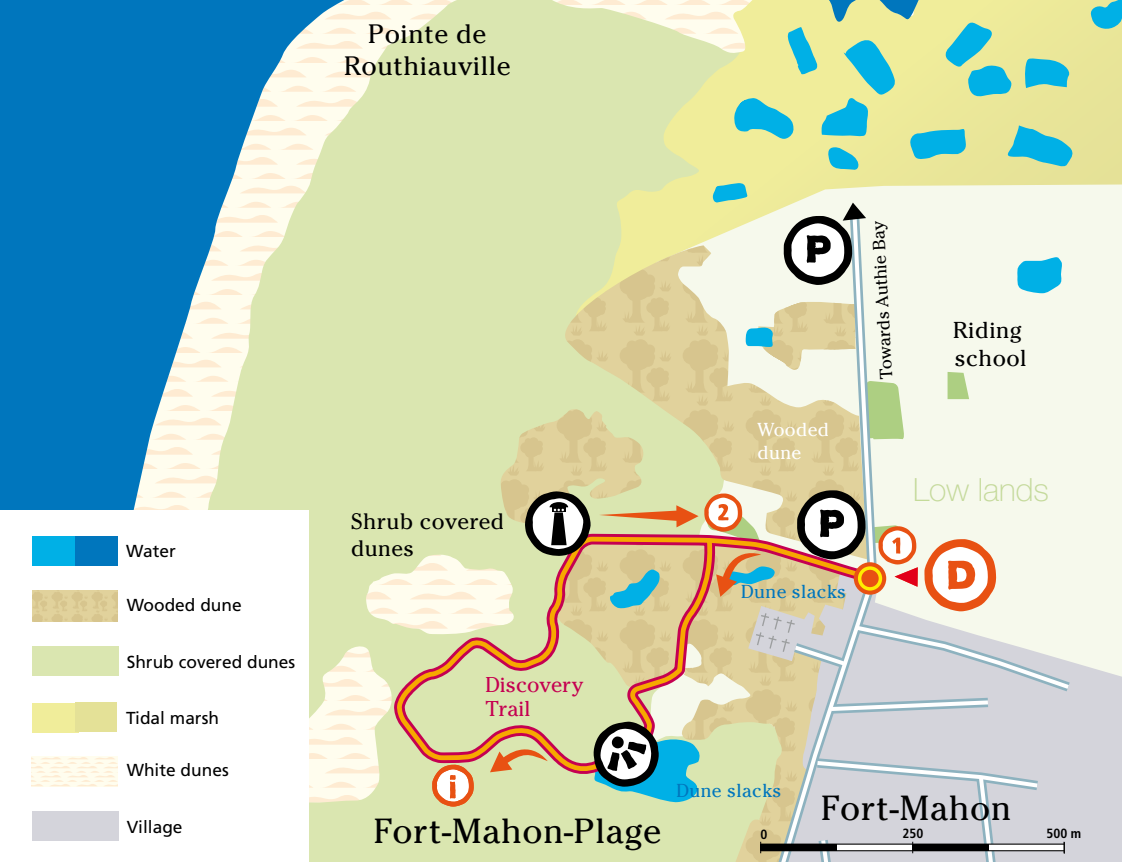 Pointe de
Routhiauville
P
Towards Authie Bay
Riding
school
Wooded
dune
Low lands
Shrub covered
dunes
2
P
1
D
Dune slacks
Discovery
Trail
i
Dune slacks
Fort-Mahon-Plage
Fort-Mahon
0
250
500 m
Water
Wooded dune
Shrub covered dunes
Tidal marsh
White dunes
Village